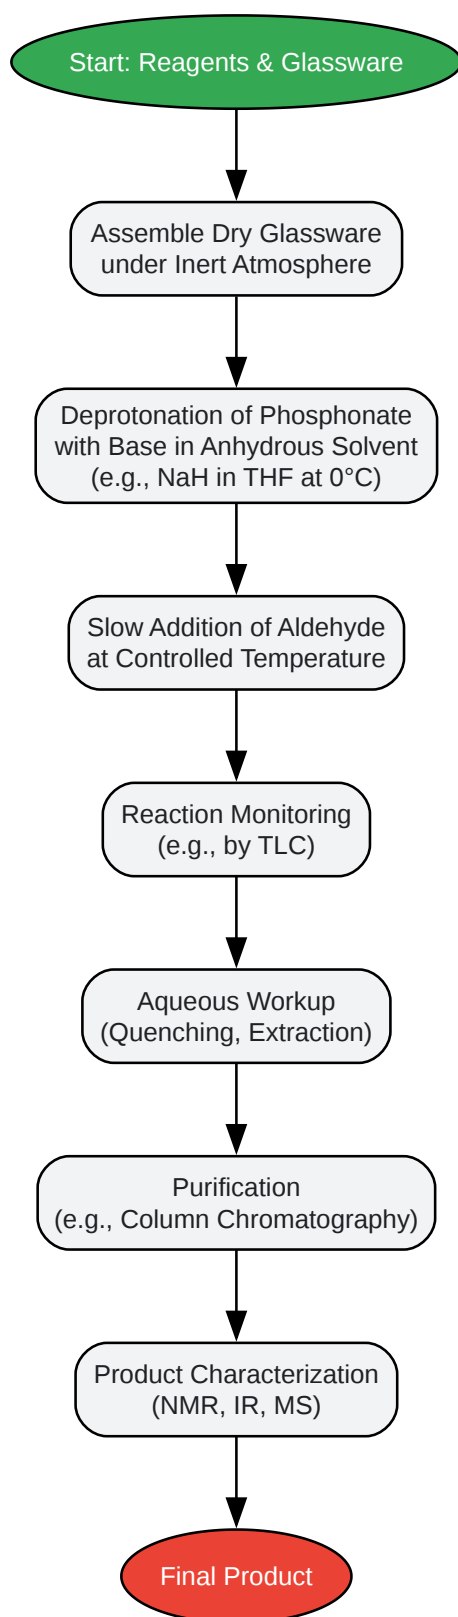 Start: Reagents & Glassware
Assemble Dry Glassware
under Inert Atmosphere
Deprotonation of Phosphonate
with Base in Anhydrous Solvent
(e.g., NaH in THF at 0°C)
Slow Addition of Aldehyde
at Controlled Temperature
Reaction Monitoring
(e.g., by TLC)
Aqueous Workup
(Quenching, Extraction)
Purification
(e.g., Column Chromatography)
Product Characterization
(NMR, IR, MS)
Final Product